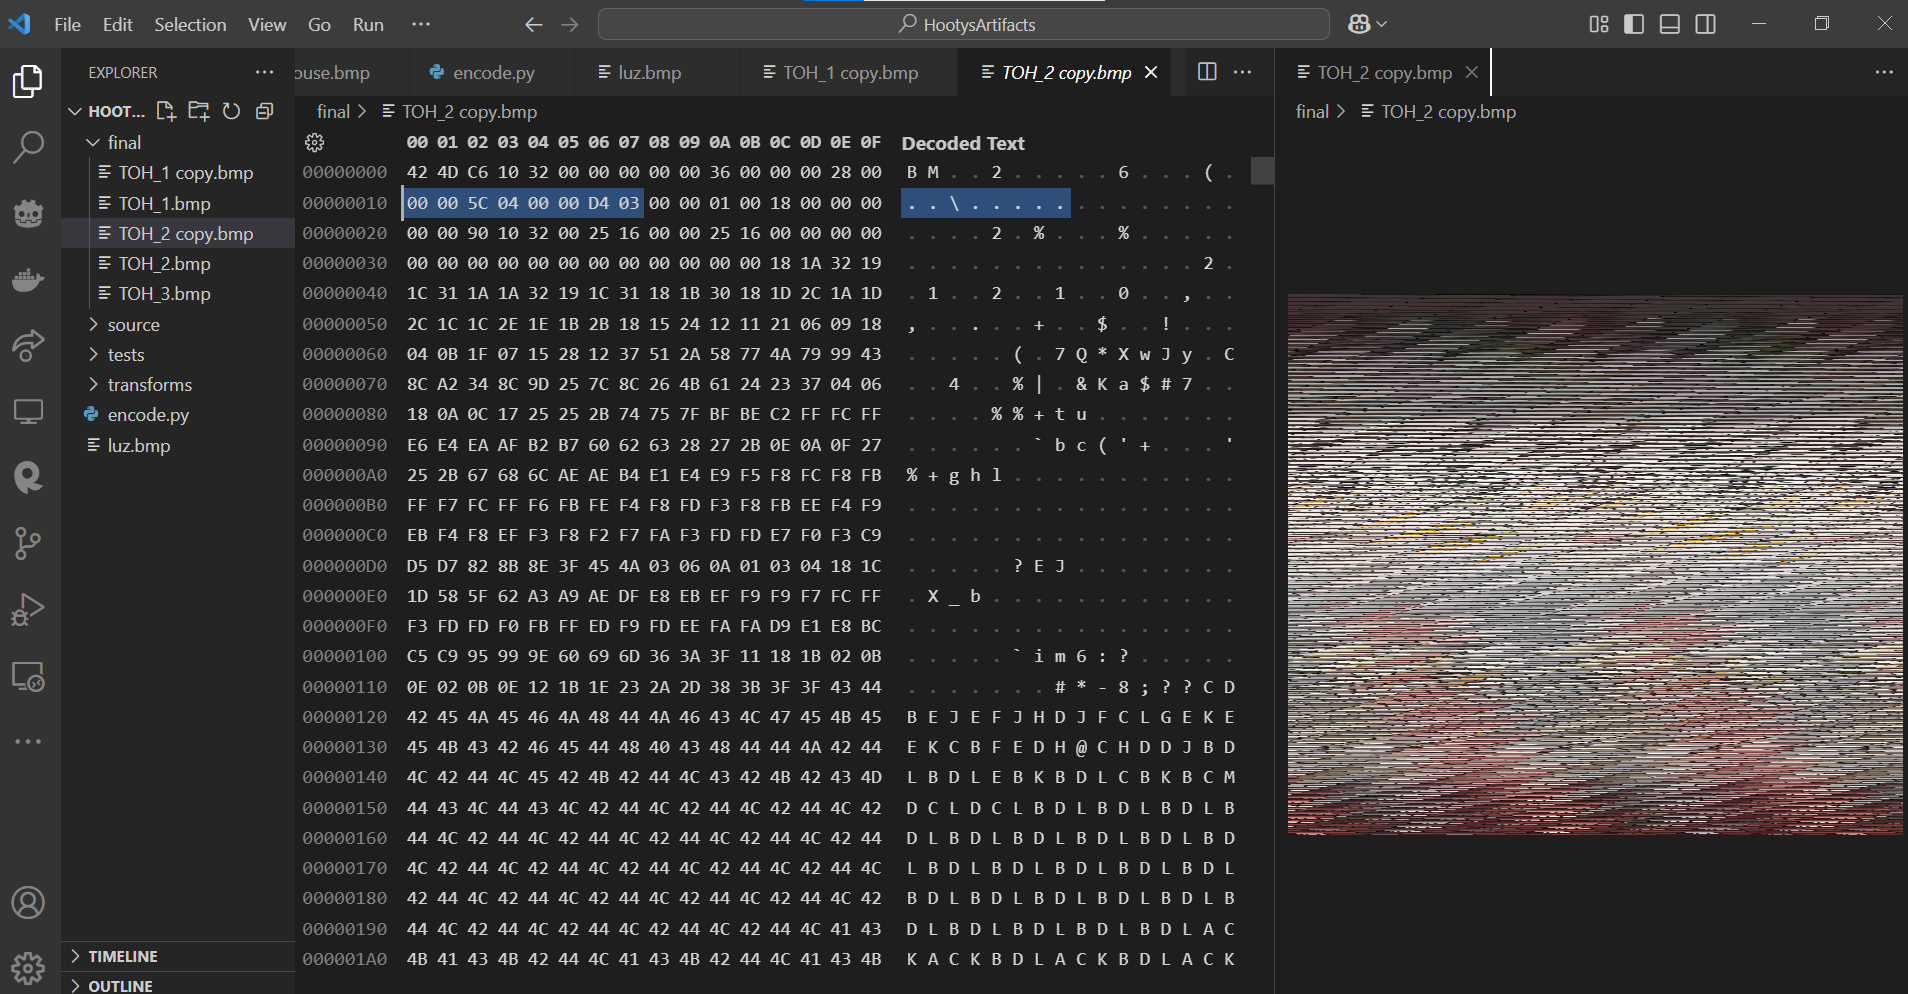 File Edit Selection View Go Run ··· HootysArtifacts
EXPLORER ···
ouse.bmp encode.py luz.bmp TOH_1 copy.bmp TOH_2 copy.bmp ··· TOH_2 copy.bmp ···
HOOT...
final
TOH_1 copy.bmp
TOH_1.bmp
TOH_2 copy.bmp
TOH_2.bmp
TOH_3.bmp
source
tests
transforms
encode.py
luz.bmp
TIMELINE
OUTLINE
final > TOH_2 copy.bmp
00 01 02 03 04 05 06 07 08 09 0A 0B 0C 0D 0E 0F Decoded Text
00000000 42 4D C6 10 32 00 00 00 00 00 36 00 00 00 28 00 B M . . 2 . . . . . 6 . . . ( .
00000010 00 00 5C 04 00 00 D4 03 00 00 01 00 18 00 00 00 . . \ . . . . . . . . . . . . .
00000020 00 00 90 10 32 00 25 16 00 00 25 16 00 00 00 00 . . . . 2 . % . . . % . . . . .
00000030 00 00 00 00 00 00 00 00 00 00 00 00 18 1A 32 19 . . . . . . . . . . . . . . 2 .
00000040 1C 31 1A 1A 32 19 1C 31 18 1B 30 18 1D 2C 1A 1D . 1 . . 2 . . 1 . . 0 . . , . .
00000050 2C 1C 1C 2E 1E 1B 2B 18 15 24 12 11 21 06 09 18 , . . . . . + . . $ . . ! . . .
00000060 04 0B 1F 07 15 28 12 37 51 2A 58 77 4A 79 99 43 . . . . . ( . 7 Q * X w J y . C
00000070 8C A2 34 8C 9D 25 7C 8C 26 4B 61 24 23 37 04 06 . . 4 . . % | . & K a $ # 7 . .
00000080 18 0A 0C 17 25 25 2B 74 75 7F BF BE C2 FF FC FF . . . . % % + t u . . . . . . .
00000090 E6 E4 EA AF B2 B7 60 62 63 28 27 2B 0E 0A 0F 27 . . . . . . ` b c ( ' + . . . '
000000A0 25 2B 67 68 6C AE AE B4 E1 E4 E9 F5 F8 FC F8 FB % + g h l . . . . . . . . . . .
000000B0 FF F7 FC FF F6 FB FE F4 F8 FD F3 F8 FB EE F4 F9 . . . . . . . . . . . . . . . .
000000C0 EB F4 F8 EF F3 F8 F2 F7 FA F3 FD FD E7 F0 F3 C9 . . . . . . . . . . . . . . . .
000000D0 D5 D7 82 8B 8E 3F 45 4A 03 06 0A 01 03 04 18 1C . . . . . ? E J . . . . . . . .
000000E0 1D 58 5F 62 A3 A9 AE DF E8 EB EF F9 F9 F7 FC FF . X _ b . . . . . . . . . . . .
000000F0 F3 FD FD F0 FB FF ED F9 FD EE FA FA D9 E1 E8 BC . . . . . . . . . . . . . . . .
00000100 C5 C9 95 99 9E 60 69 6D 36 3A 3F 11 18 1B 02 0B . . . . . ` i m 6 : ? . . . . .
00000110 0E 02 0B 0E 12 1B 1E 23 2A 2D 38 3B 3F 3F 43 44 . . . . . . . # * - 8 ; ? ? C D
00000120 42 45 4A 45 46 4A 48 44 4A 46 43 4C 47 45 4B 45 B E J E F J H D J F C L G E K E
00000130 45 4B 43 42 46 45 44 48 40 43 48 44 44 4A 42 44 E K C B F E D H @ C H D D J B D
00000140 4C 42 44 4C 45 42 4B 42 44 4C 43 42 4B 42 43 4D L B D L E B K B D L C B K B C M
00000150 44 43 4C 44 43 4C 42 44 4C 42 44 4C 42 44 4C 42 D C L D C L B D L B D L B D L B
00000160 44 4C 42 44 4C 42 44 4C 42 44 4C 42 44 4C 42 44 D L B D L B D L B D L B D L B D
00000170 4C 42 44 4C 42 44 4C 42 44 4C 42 44 4C 42 44 4C L B D L B D L B D L B D L B D L
00000180 42 44 4C 42 44 4C 42 44 4C 42 44 4C 42 44 4C 42 B D L B D L B D L B D L B D L B
00000190 44 4C 42 44 4C 42 44 4C 42 44 4C 42 44 4C 41 43 D L B D L B D L B D L B D L A C
000001A0 4B 41 43 4B 42 44 4C 41 43 4B 42 44 4C 41 43 4B K A C K B D L A C K B D L A C K
final > TOH_2 copy.bmp